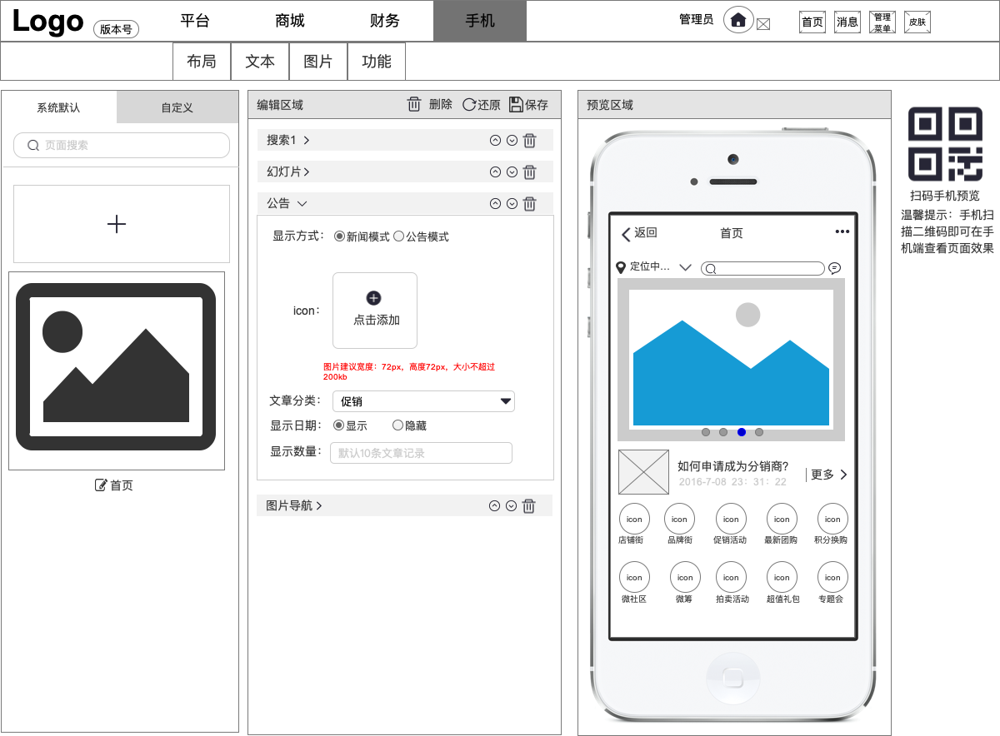 Logo
版本号
平台
商城
财务
手机
管理员
首页
消息
管理
菜单
皮肤
布局
文本
图片
功能
系统默认
自定义
页面搜索
首页
编辑区域
删除
还原
保存
搜索1
幻灯片
公告
显示方式:
新闻模式
公告模式
icon:
点击添加
图片建议宽度:72px,高度72px,大小不超过
200kb
文章分类:
促销
显示日期:
显示
隐藏
显示数量:
默认10条文章记录
图片导航
预览区域
返回
首页
定位中...
如何申请成为分销商?
2016-7-08 23:31:22
更多
icon
icon
icon
icon
icon
店铺街
品牌街
促销活动
最新团购
积分换购
icon
icon
icon
icon
icon
微社区
微筹
拍卖活动
超值礼包
专题会
扫码手机预览
温馨提示:手机扫
描二维码即可在手
机端查看页面效果